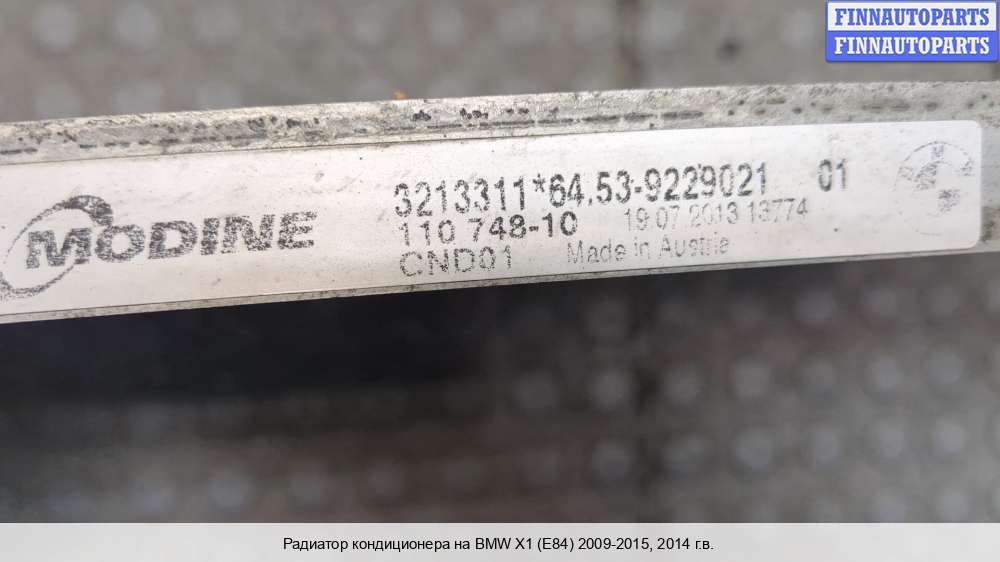 FINNAUTOPARTS
FINNAUTOPARTS
MODINE
3213311*64.53-9229021 01
110 748-10 19.07 2013 13774
CND01 Made in Austria
Радиатор кондиционера на BMW X1 (E84) 2009-2015, 2014 г.в.